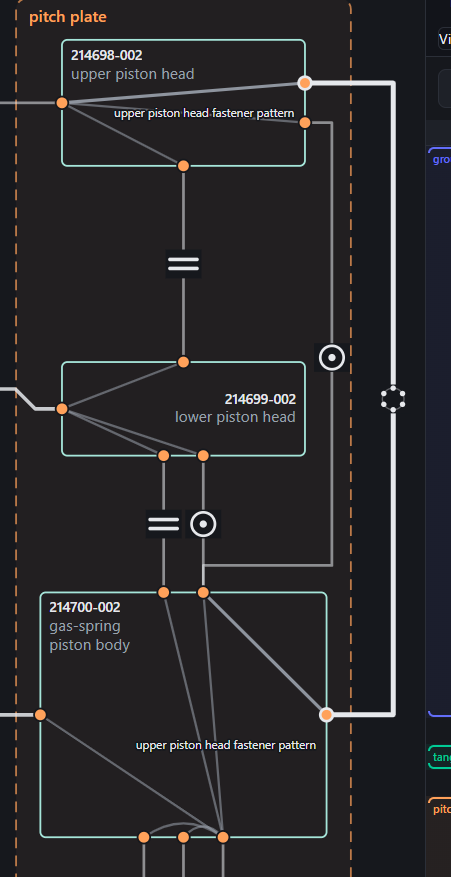 pitch plate
Vi
214698-002
upper piston head
upper piston head fastener pattern
gro
214699-002
lower piston head
214700-002
gas-spring
piston body
upper piston head fastener pattern
tan
pitc